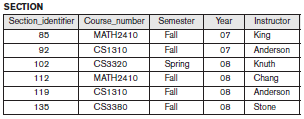 SECTION
Section_identifier Course_number Semester Year Instructor
85 MATH2410 Fall 07 King
92 CS1310 Fall 07 Anderson
102 CS3320 Spring 08 Knuth
112 MATH2410 Fall 08 Chang
119 CS1310 Fall 08 Anderson
135 CS3380 Fall 08 Stone